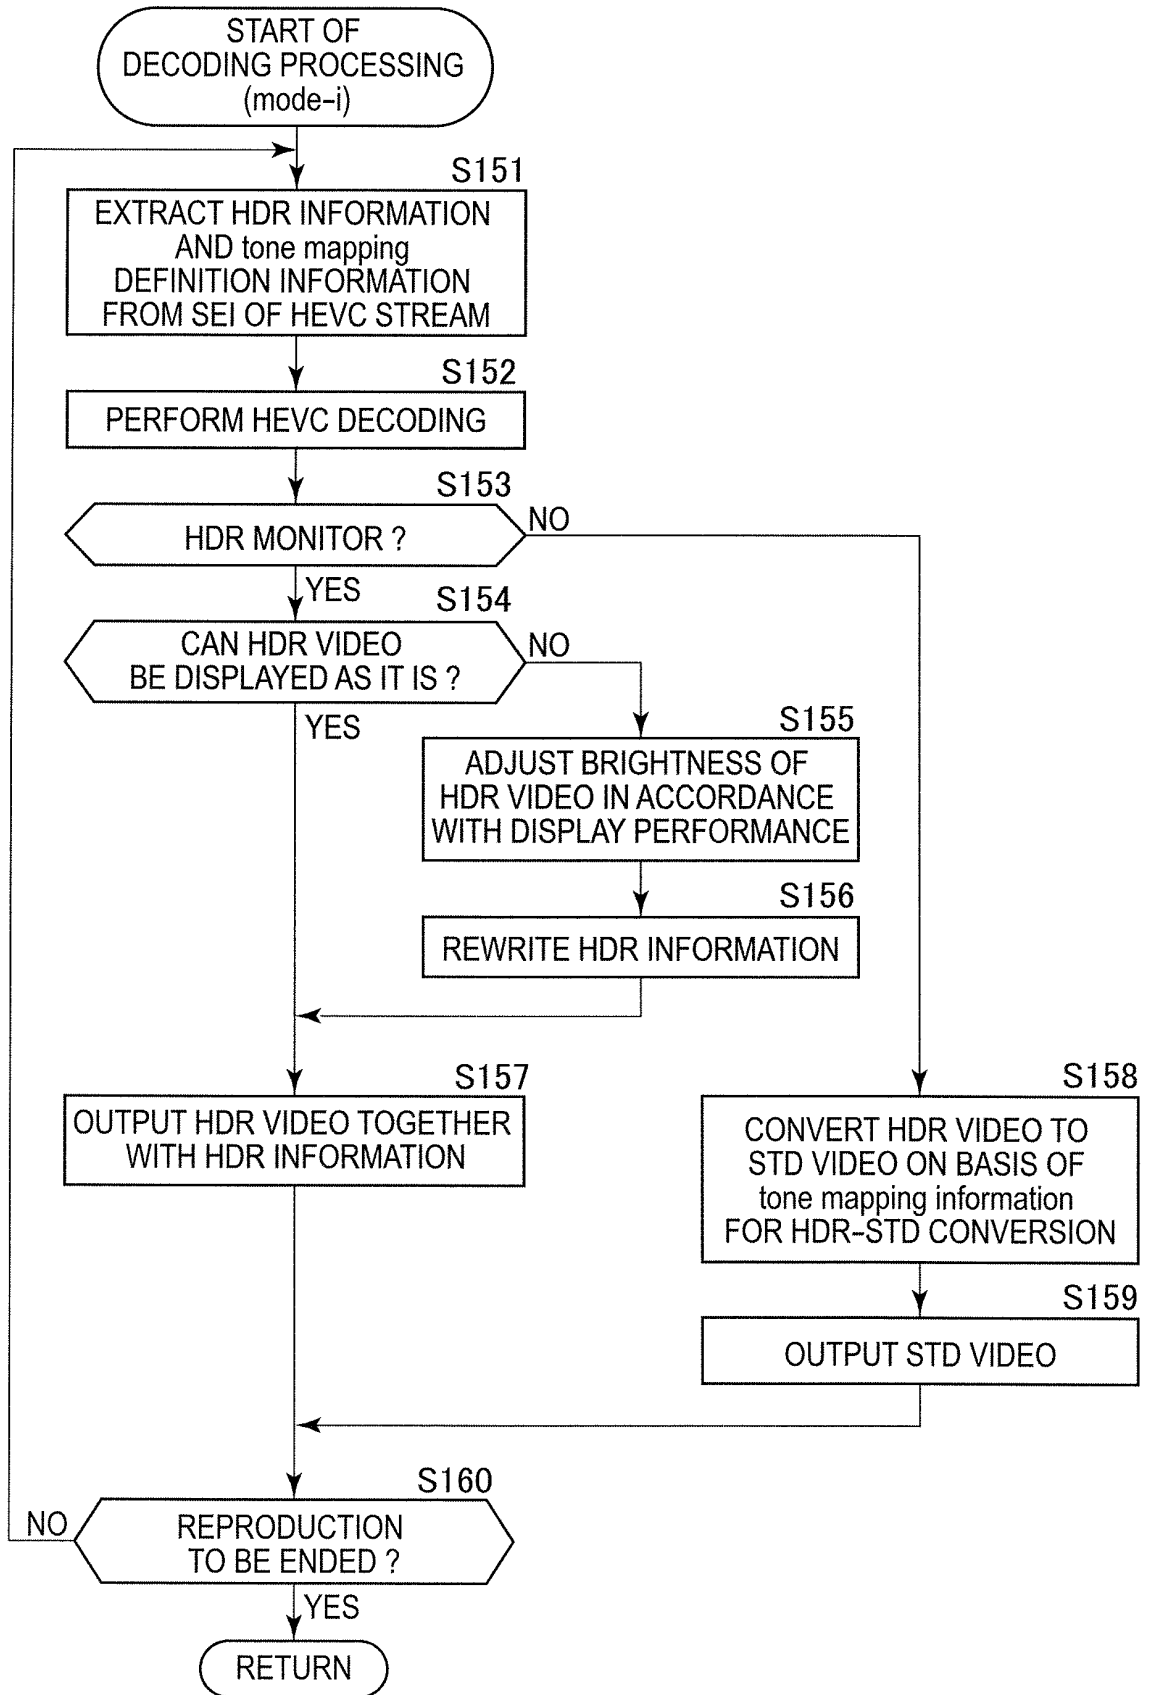 START OF
DECODING PROCESSING
(mode-i)
S151
EXTRACT HDR INFORMATION
AND tone mapping
DEFINITION INFORMATION
FROM SEI OF HEVC STREAM
S152
PERFORM HEVC DECODING
S153
HDR MONITOR ?
NO
YES
S154
CAN HDR VIDEO
BE DISPLAYED AS IT IS ?
NO
YES
S155
ADJUST BRIGHTNESS OF
HDR VIDEO IN ACCORDANCE
WITH DISPLAY PERFORMANCE
S156
REWRITE HDR INFORMATION
S157
OUTPUT HDR VIDEO TOGETHER
WITH HDR INFORMATION
S158
CONVERT HDR VIDEO TO
STD VIDEO ON BASIS OF
tone mapping information
FOR HDR-STD CONVERSION
S159
OUTPUT STD VIDEO
S160
REPRODUCTION
TO BE ENDED ?
NO
YES
RETURN